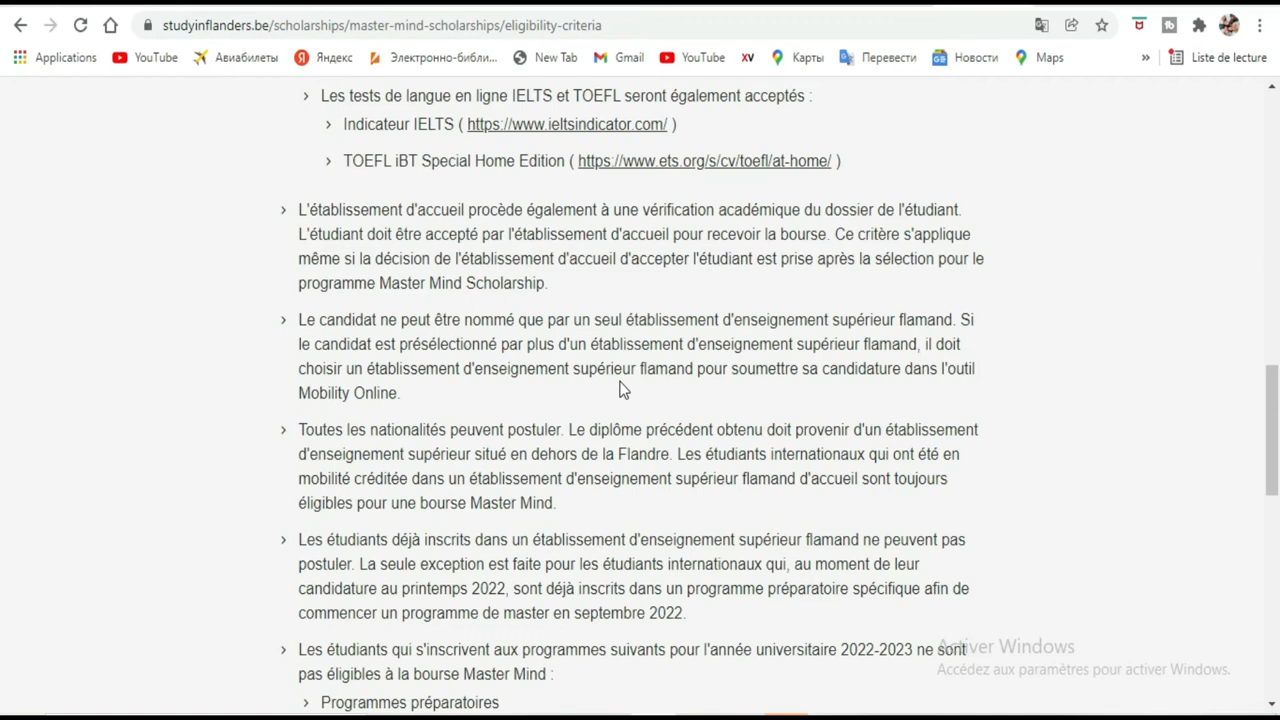 studyinflanders.be/scholarships/master-mind-scholarships/eligibility-criteria
Applications YouTube Авиабилеты Яндекс Электронно-библи... New Tab Gmail YouTube XV Карты Перевести Новости Maps » Liste de lecture
› Les tests de langue en ligne IELTS et TOEFL seront également acceptés :
› Indicateur IELTS ( https://www.ieltsindicator.com/ )
› TOEFL iBT Special Home Edition ( https://www.ets.org/s/cv/toefl/at-home/ )
› L'établissement d'accueil procède également à une vérification académique du dossier de l'étudiant.
L'étudiant doit être accepté par l'établissement d'accueil pour recevoir la bourse. Ce critère s'applique
même si la décision de l'établissement d'accueil d'accepter l'étudiant est prise après la sélection pour le
programme Master Mind Scholarship.
› Le candidat ne peut être nommé que par un seul établissement d'enseignement supérieur flamand. Si
le candidat est présélectionné par plus d'un établissement d'enseignement supérieur flamand, il doit
choisir un établissement d'enseignement supérieur flamand pour soumettre sa candidature dans l'outil
Mobility Online.
› Toutes les nationalités peuvent postuler. Le diplôme précédent obtenu doit provenir d'un établissement
d'enseignement supérieur situé en dehors de la Flandre. Les étudiants internationaux qui ont été en
mobilité créditée dans un établissement d'enseignement supérieur flamand d'accueil sont toujours
éligibles pour une bourse Master Mind.
› Les étudiants déjà inscrits dans un établissement d'enseignement supérieur flamand ne peuvent pas
postuler. La seule exception est faite pour les étudiants internationaux qui, au moment de leur
candidature au printemps 2022, sont déjà inscrits dans un programme préparatoire spécifique afin de
commencer un programme de master en septembre 2022.
› Les étudiants qui s'inscrivent aux programmes suivants pour l'année universitaire 2022-2023 ne sont
pas éligibles à la bourse Master Mind :
› Programmes préparatoires
Activer Windows
Accédez aux paramètres pour activer Windows.